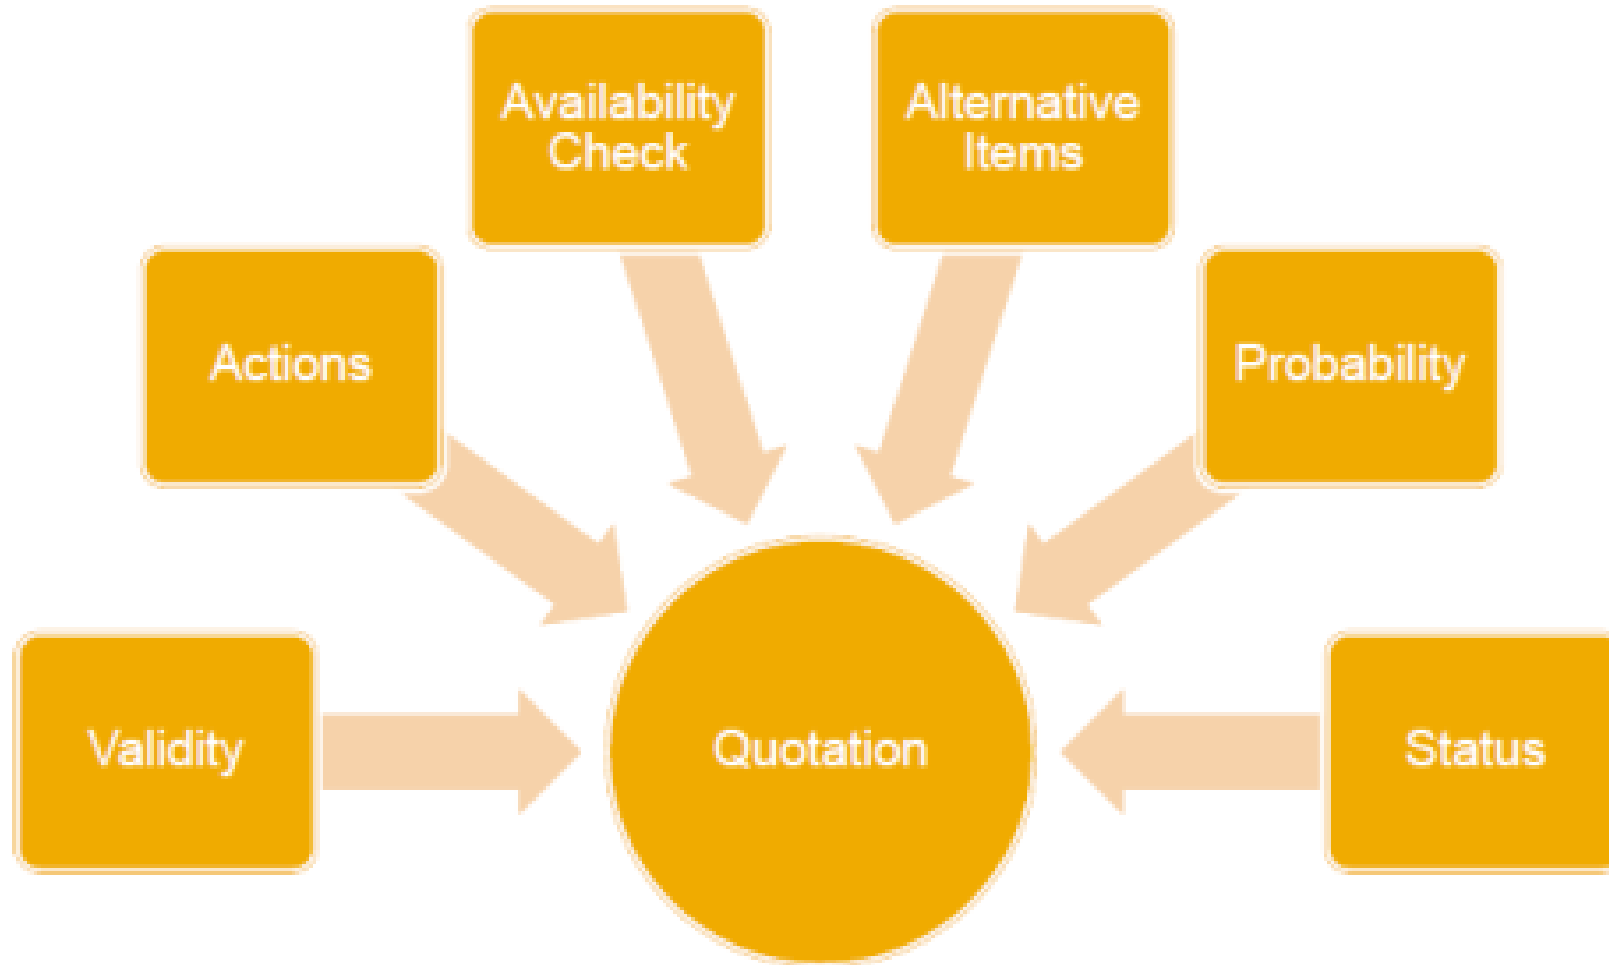 Availability
Check
Alternative
Items
Actions
Probability
Validity
Quotation
Status